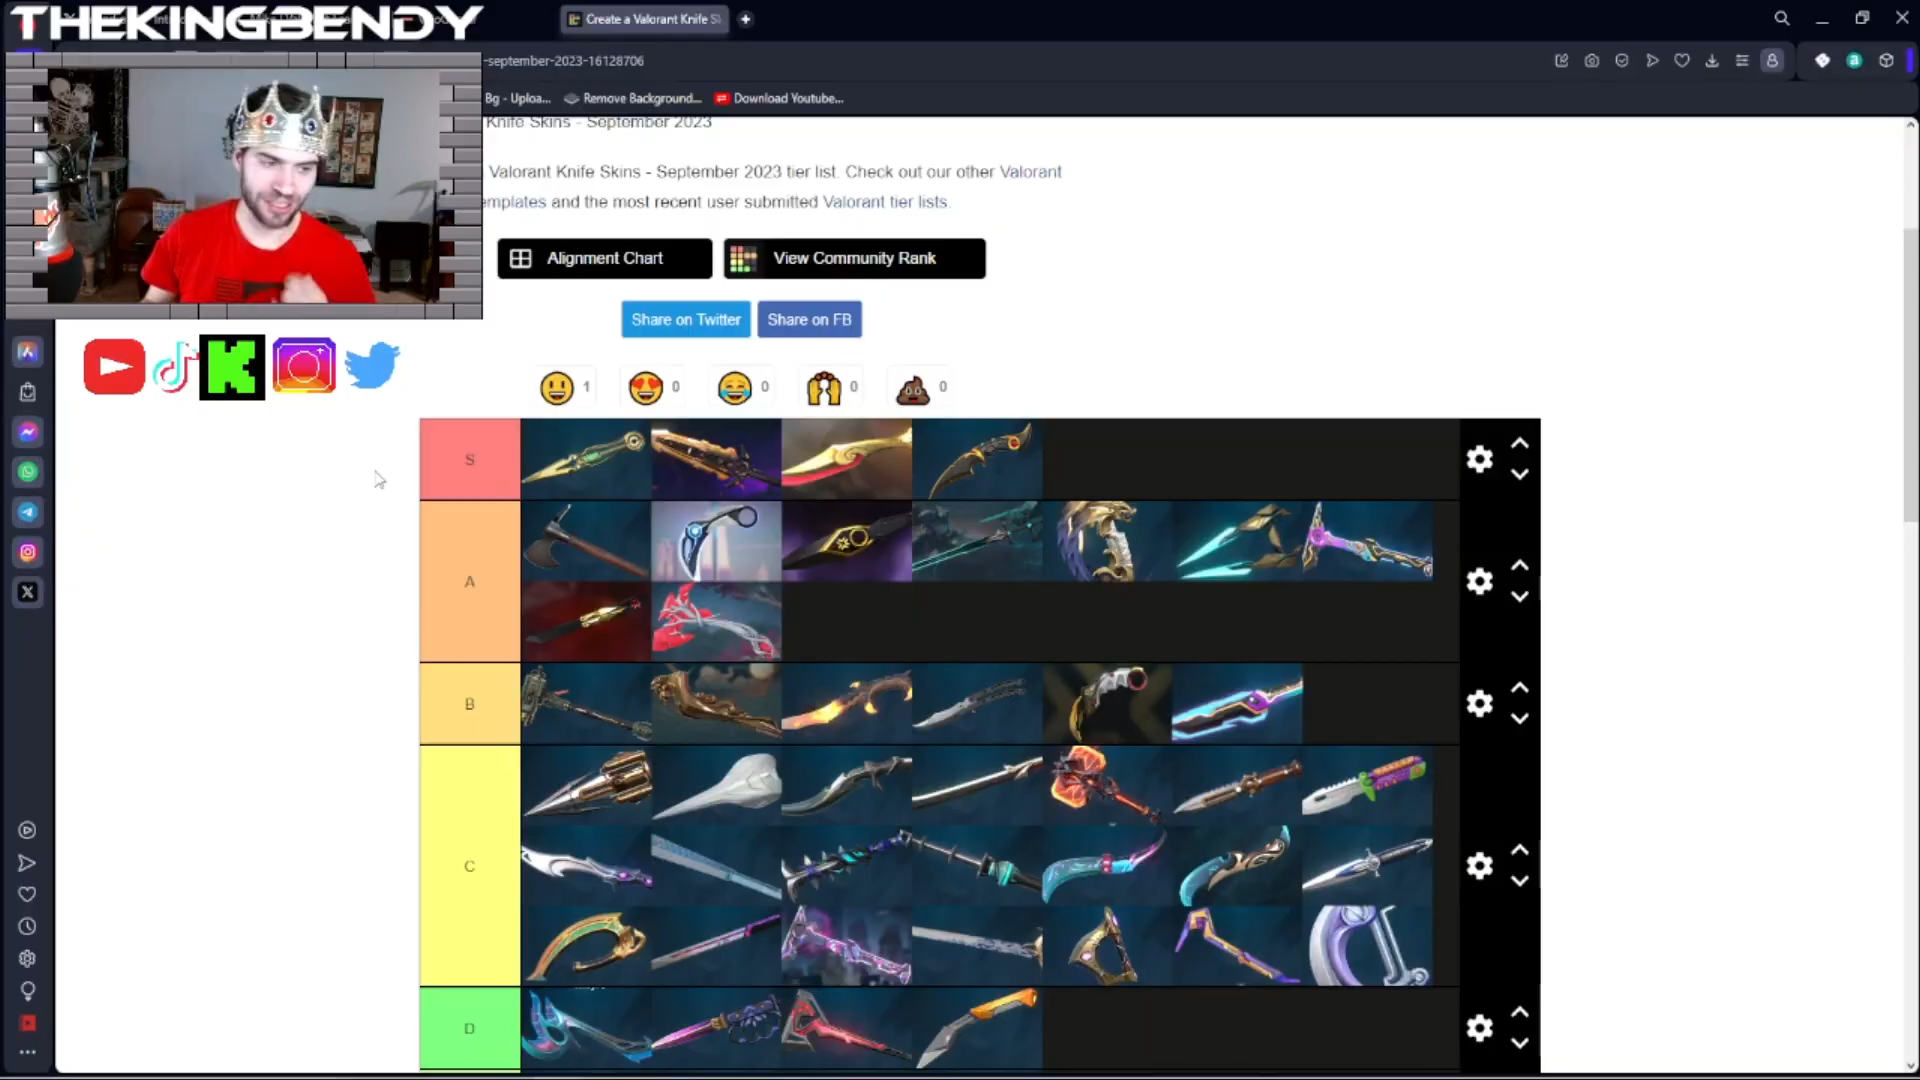 THEKINGBENDY
Create a Valorant Knife S
-september-2023-16128706
Bg - Uploa... Remove Background... Download Youtube...
Knife Skins - September 2023
Valorant Knife Skins - September 2023 tier list. Check out our other Valorant
emplates and the most recent user submitted Valorant tier lists.
Alignment Chart View Community Rank
Share on Twitter Share on FB
1 0 0 0 0
S
A
B
C
D